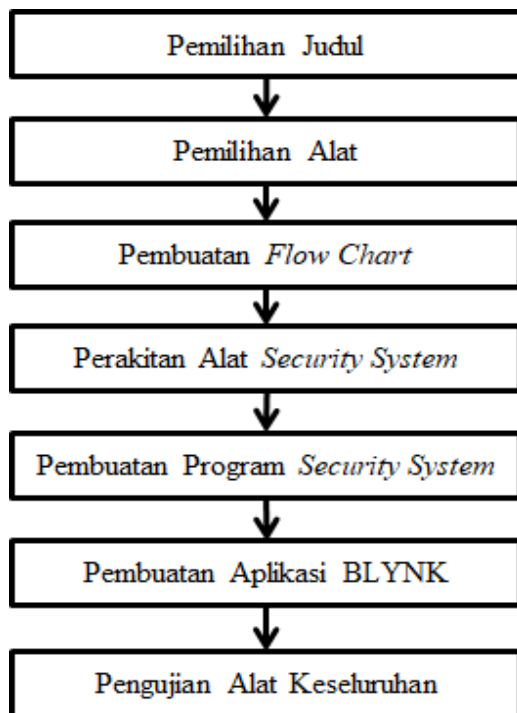 Pemilihan Judul
Pemilihan Alat
Pembuatan Flow Chart
Perakitan Alat Security System
Pembuatan Program Security System
Pembuatan Aplikasi BLYNK
Pengujian Alat Keseluruhan